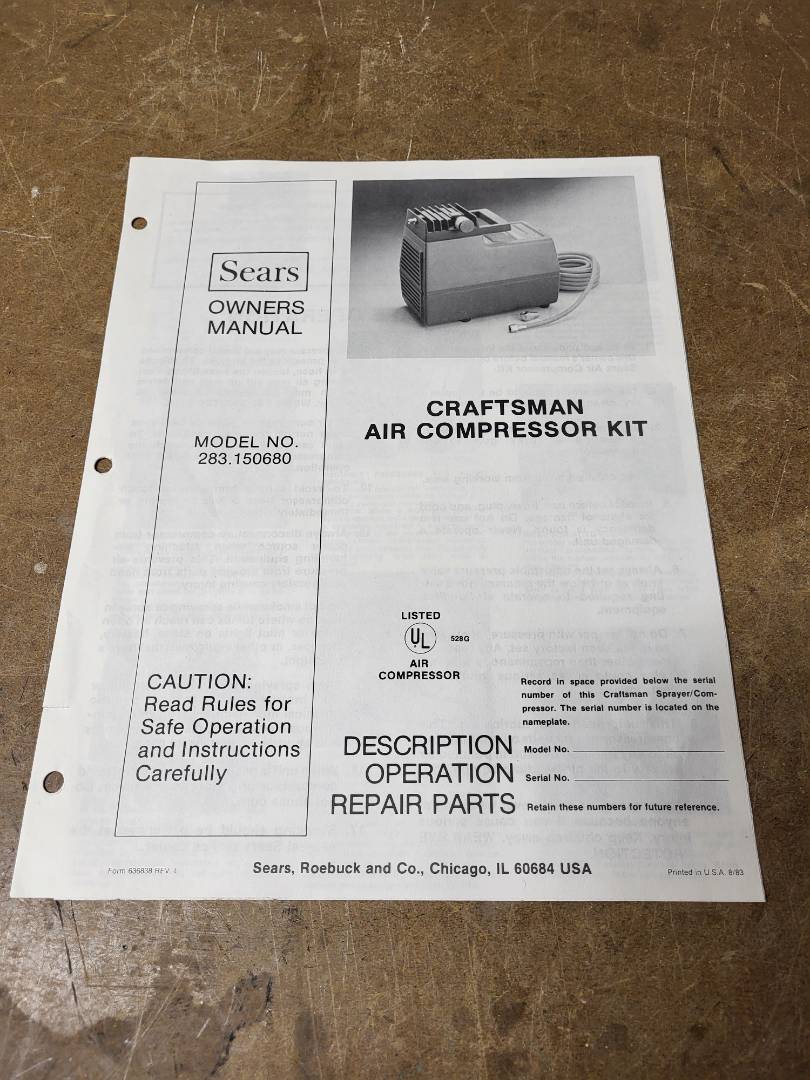 Sears
OWNERS
MANUAL
MODEL NO.
283.150680
CAUTION:
Read Rules for
Safe Operation
and Instructions
Carefully
CRAFTSMAN
AIR COMPRESSOR KIT
LISTED
UL
528G
AIR
COMPRESSOR
Record in space provided below the serial
number of this Craftsman Sprayer/Com-
pressor. The serial number is located on the
nameplate.
DESCRIPTION
OPERATION
REPAIR PARTS
Model No.
Serial No.
Retain these numbers for future reference.
Form 636838 REV.
Sears, Roebuck and Co., Chicago, IL 60684 USA
Printed in U.S.A. 8/83